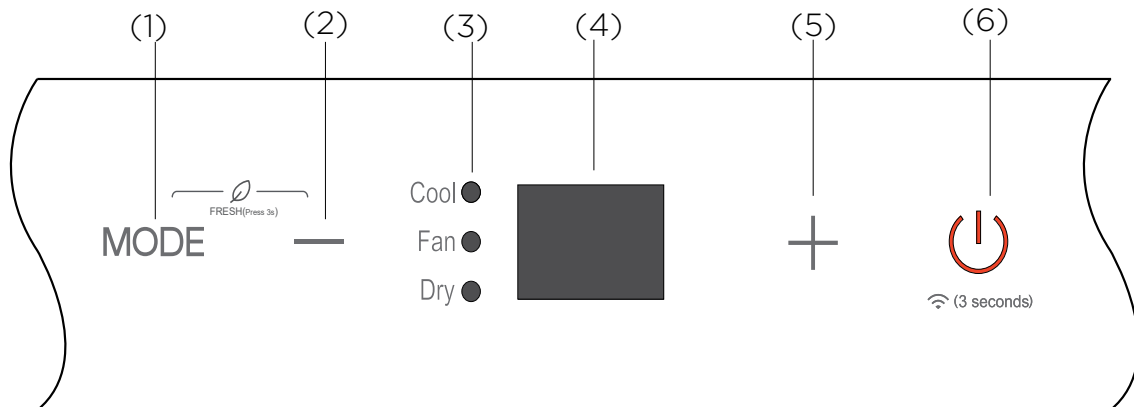 (1) (2) (3) (4) (5) (6)
Cool
FRESH(Press 3s)
MODE
Fan
Dry
(3 seconds)